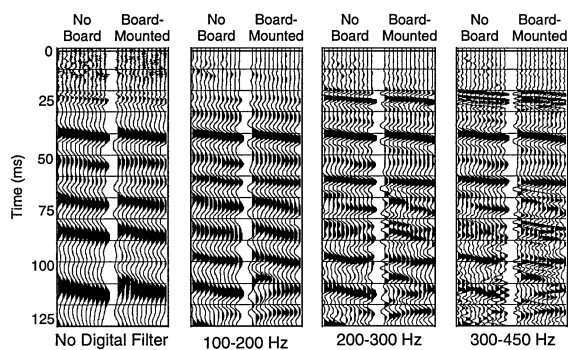 No Board-
Board Mounted
No Board-
Board Mounted
No Board-
Board Mounted
No Board-
Board Mounted
0
25
50
75
100
125
Time (ms)
No Digital Filter
100-200 Hz
200-300 Hz
300-450 Hz